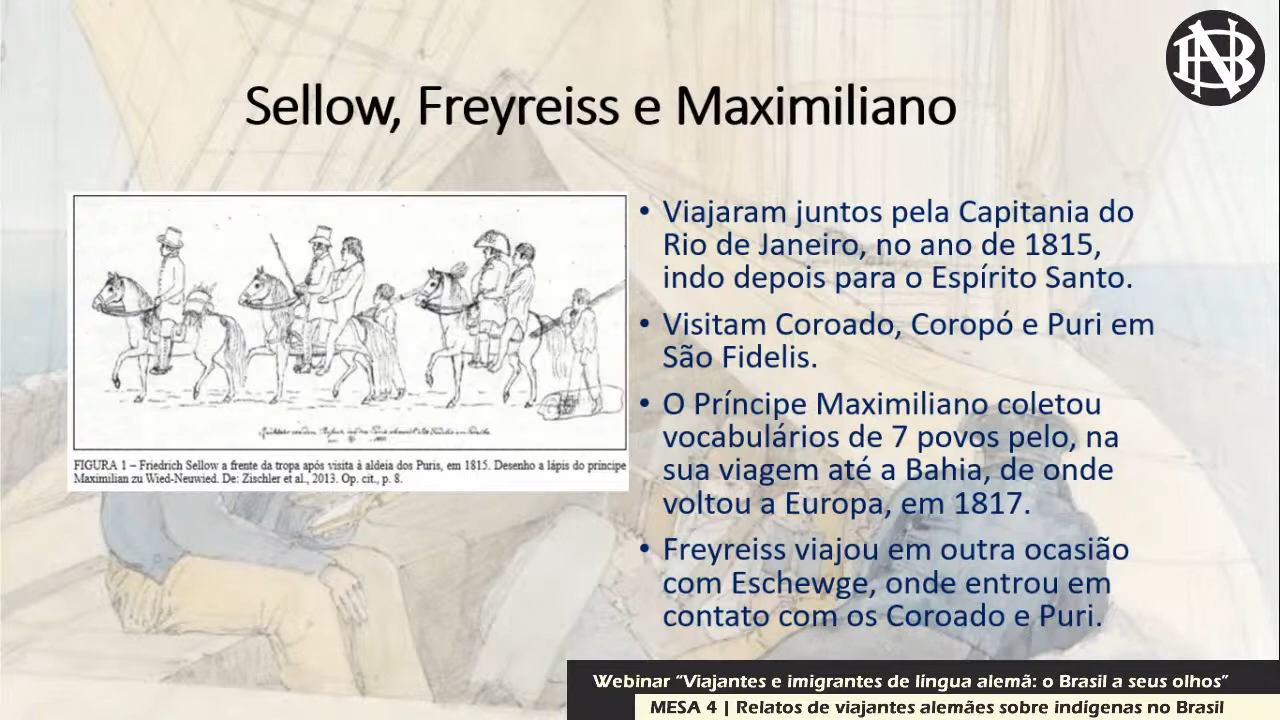 Sellow, Freyreiss e Maximiliano
• Viajaram juntos pela Capitania do
Rio de Janeiro, no ano de 1815,
indo depois para o Espírito Santo.
• Visitam Coroado, Coropó e Puri em
São Fidelis.
• O Príncipe Maximiliano coletou
vocabulários de 7 povos pelo, na
sua viagem até a Bahia, de onde
voltou a Europa, em 1817.
• Freyreiss viajou em outra ocasião
com Eschewge, onde entrou em
contato com os Coroado e Puri.
FIGURA 1 – Friedrich Sellow a frente da tropa após visita à aldeia dos Puris, em 1815. Desenho a lápis do príncipe
Maximilian zu Wied-Neuwied. De: Zischler et al., 2013. Op. cit., p. 8.
Webinar “Viajantes e imigrantes de língua alemã: o Brasil a seus olhos”
MESA 4 | Relatos de viajantes alemães sobre indígenas no Brasil